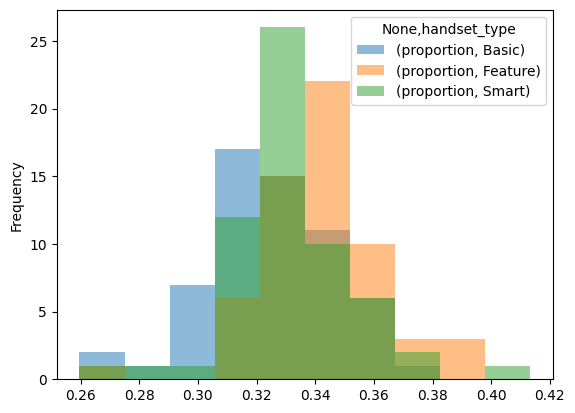 None,handset_type
(proportion, Basic)
(proportion, Feature)
(proportion, Smart)
Frequency
25
20
15
10
5
0
0.26 0.28 0.30 0.32 0.34 0.36 0.38 0.40 0.42